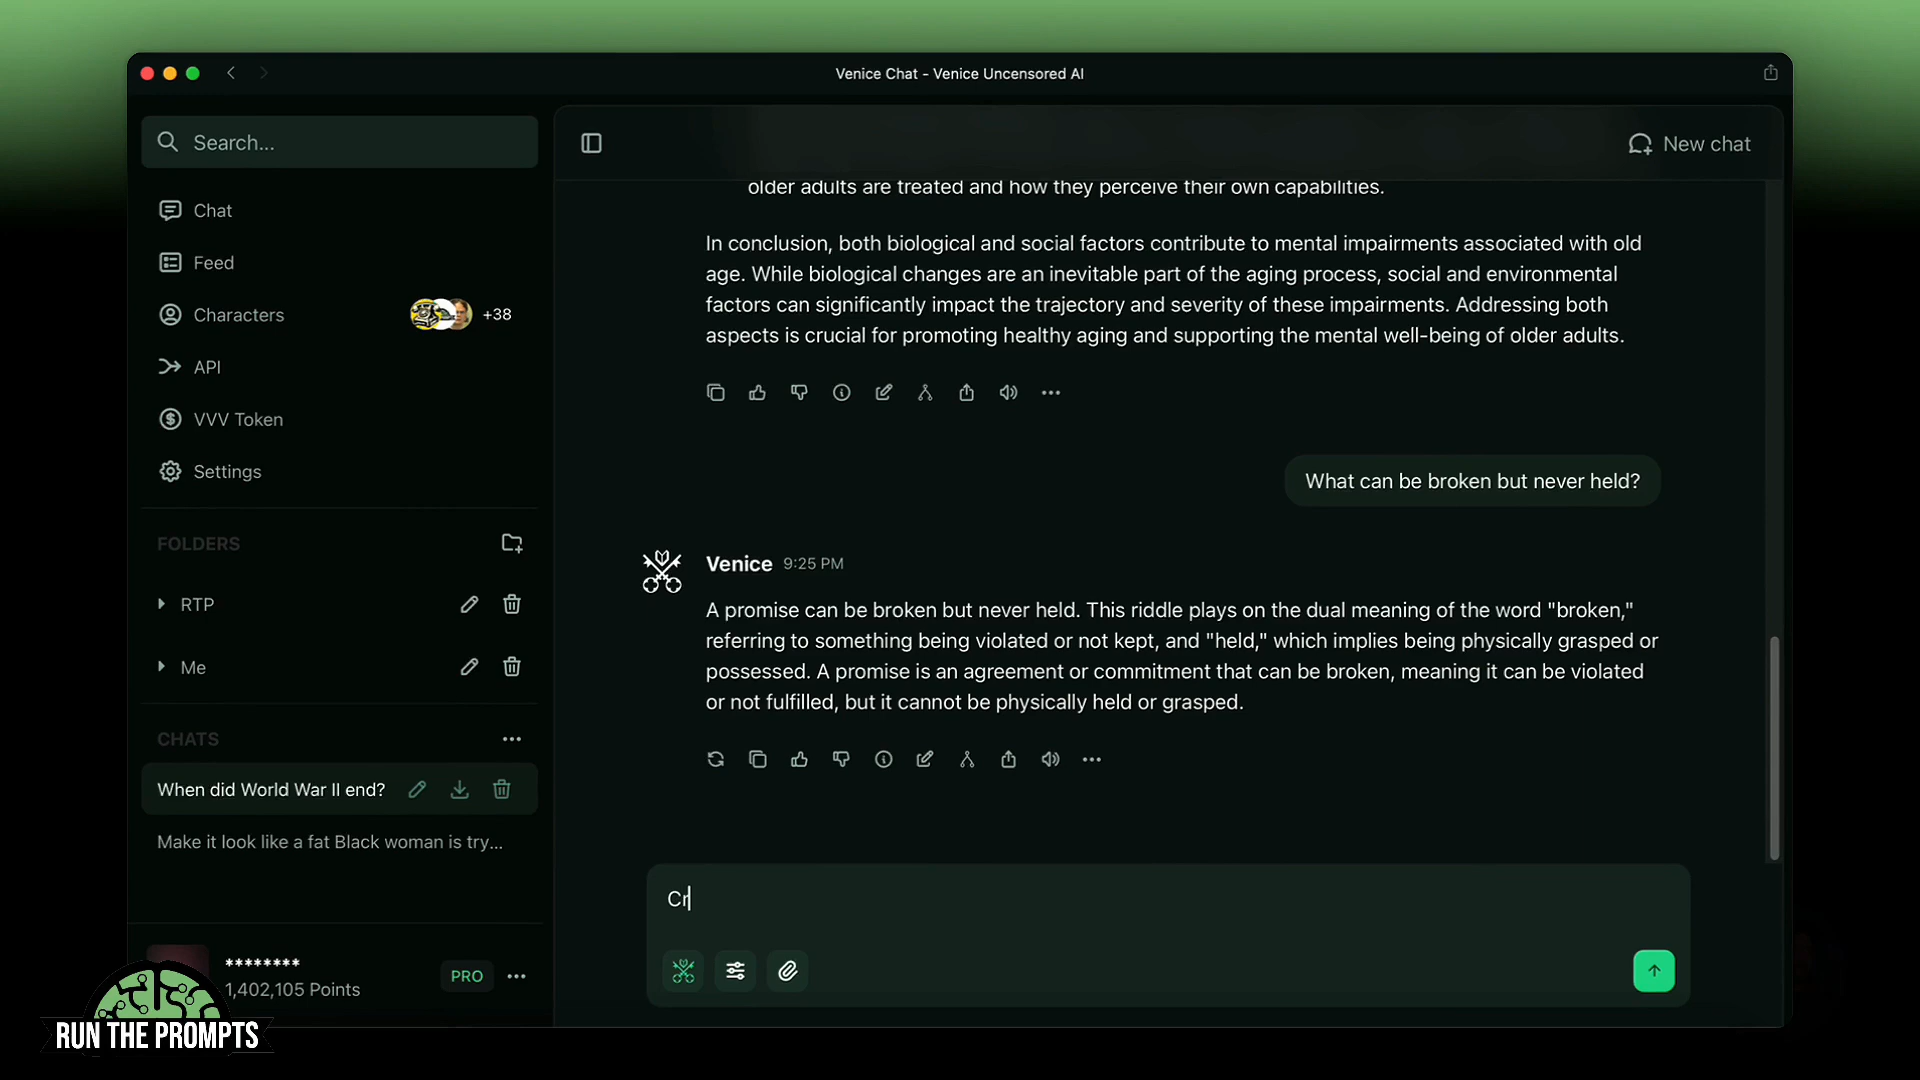 Venice Chat - Venice Uncensored AI
Search...
New chat
Chat
Feed
Characters
+38
API
VVV Token
Settings
FOLDERS
RTP
Me
CHATS
When did World War II end?
Make it look like a fat Black woman is try...
********
1,402,105 Points
PRO
older adults are treated and how they perceive their own capabilities.
In conclusion, both biological and social factors contribute to mental impairments associated with old
age. While biological changes are an inevitable part of the aging process, social and environmental
factors can significantly impact the trajectory and severity of these impairments. Addressing both
aspects is crucial for promoting healthy aging and supporting the mental well-being of older adults.
What can be broken but never held?
Venice 9:25 PM
A promise can be broken but never held. This riddle plays on the dual meaning of the word "broken,"
referring to something being violated or not kept, and "held," which implies being physically grasped or
possessed. A promise is an agreement or commitment that can be broken, meaning it can be violated
or not fulfilled, but it cannot be physically held or grasped.
Cr
RUN THE PROMPTS